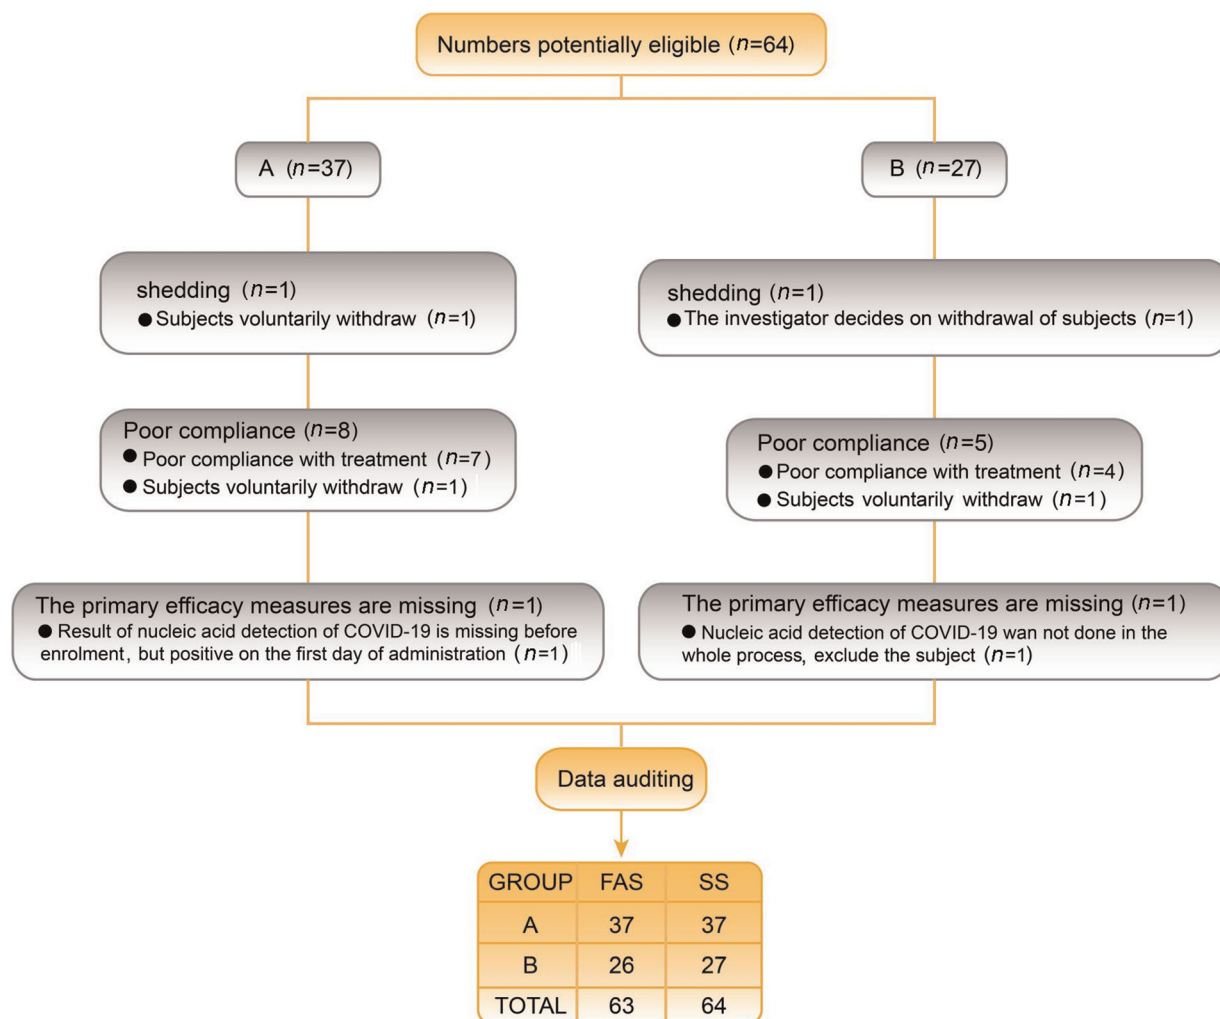 Numbers potentially eligible (n=64)
A (n=37)
B (n=27)
shedding (n=1)
● Subjects voluntarily withdraw (n=1)
shedding (n=1)
● The investigator decides on withdrawal of subjects (n=1)
Poor compliance (n=8)
● Poor compliance with treatment (n=7)
● Subjects voluntarily withdraw (n=1)
Poor compliance (n=5)
● Poor compliance with treatment (n=4)
● Subjects voluntarily withdraw (n=1)
The primary efficacy measures are missing (n=1)
● Result of nucleic acid detection of COVID-19 is missing before
enrolment, but positive on the first day of administration (n=1)
The primary efficacy measures are missing (n=1)
● Nucleic acid detection of COVID-19 wan not done in the
whole process, exclude the subject (n=1)
Data auditing
GROUP FAS SS
A 37 37
B 26 27
TOTAL 63 64